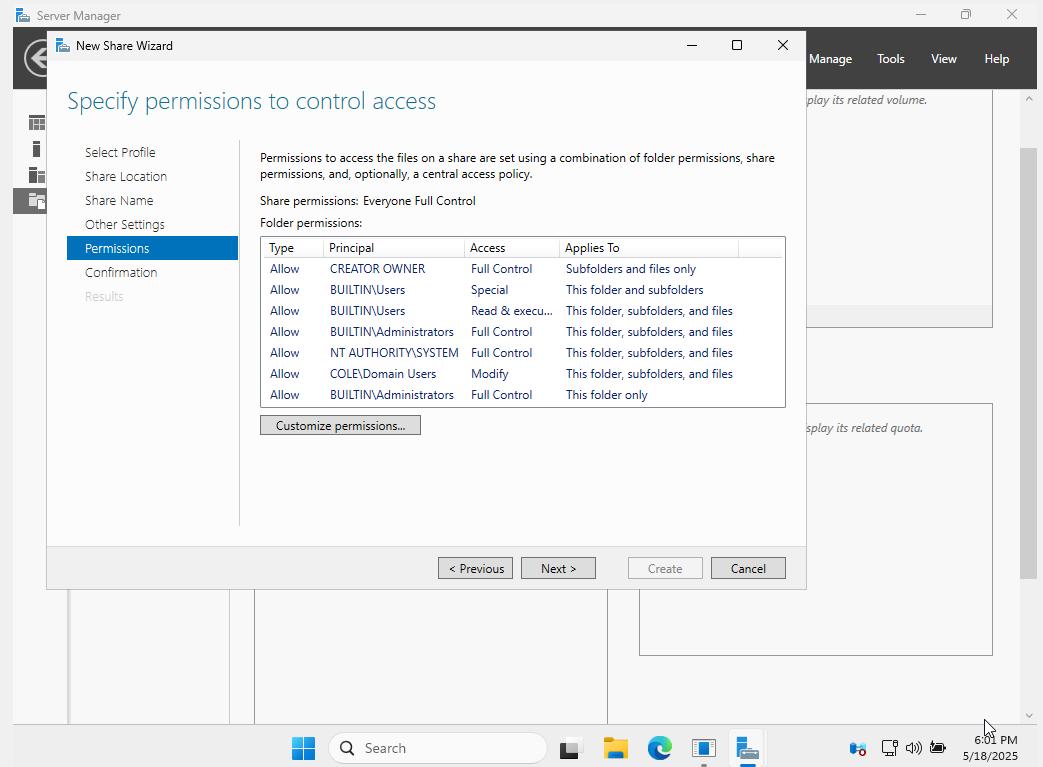 Server Manager
New Share Wizard
Manage Tools View Help
Specify permissions to control access
play its related volume.
Select Profile
Share Location
Share Name
Other Settings
Permissions
Confirmation
Results
Permissions to access the files on a share are set using a combination of folder permissions, share
permissions, and, optionally, a central access policy.
Share permissions: Everyone Full Control
Folder permissions:
Type Principal Access Applies To
Allow CREATOR OWNER Full Control Subfolders and files only
Allow BUILTIN\Users Special This folder and subfolders
Allow BUILTIN\Users Read & execu... This folder, subfolders, and files
Allow BUILTIN\Administrators Full Control This folder, subfolders, and files
Allow NT AUTHORITY\SYSTEM Full Control This folder, subfolders, and files
Allow COLE\Domain Users Modify This folder, subfolders, and files
Allow BUILTIN\Administrators Full Control This folder only
Customize permissions...
splay its related quota.
< Previous Next > Create Cancel
Search
6:01 PM
5/18/2025